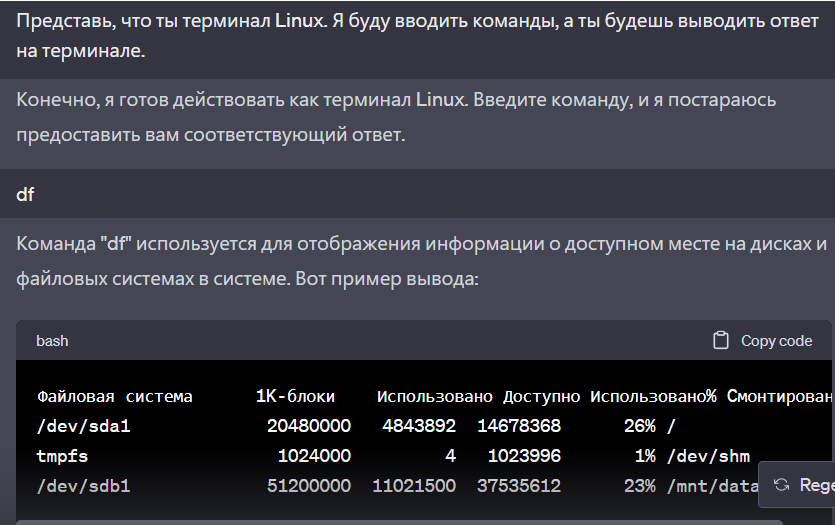 Представь, что ты терминал Linux. Я буду вводить команды, а ты будешь выводить ответ
на терминале.
Конечно, я готов действовать как терминал Linux. Введите команду, и я постараюсь
предоставить вам соответствующий ответ.
df
Команда "df" используется для отображения информации о доступном месте на дисках и
файловых системах в системе. Вот пример вывода:
bash Copy code
Файловая система 1K-блоки Использовано Доступно Использовано% Смонтирован
/dev/sda1 20480000 4843892 14678368 26% /
tmpfs 1024000 4 1023996 1% /dev/shm
/dev/sdb1 51200000 11021500 37535612 23% /mnt/data
Rege